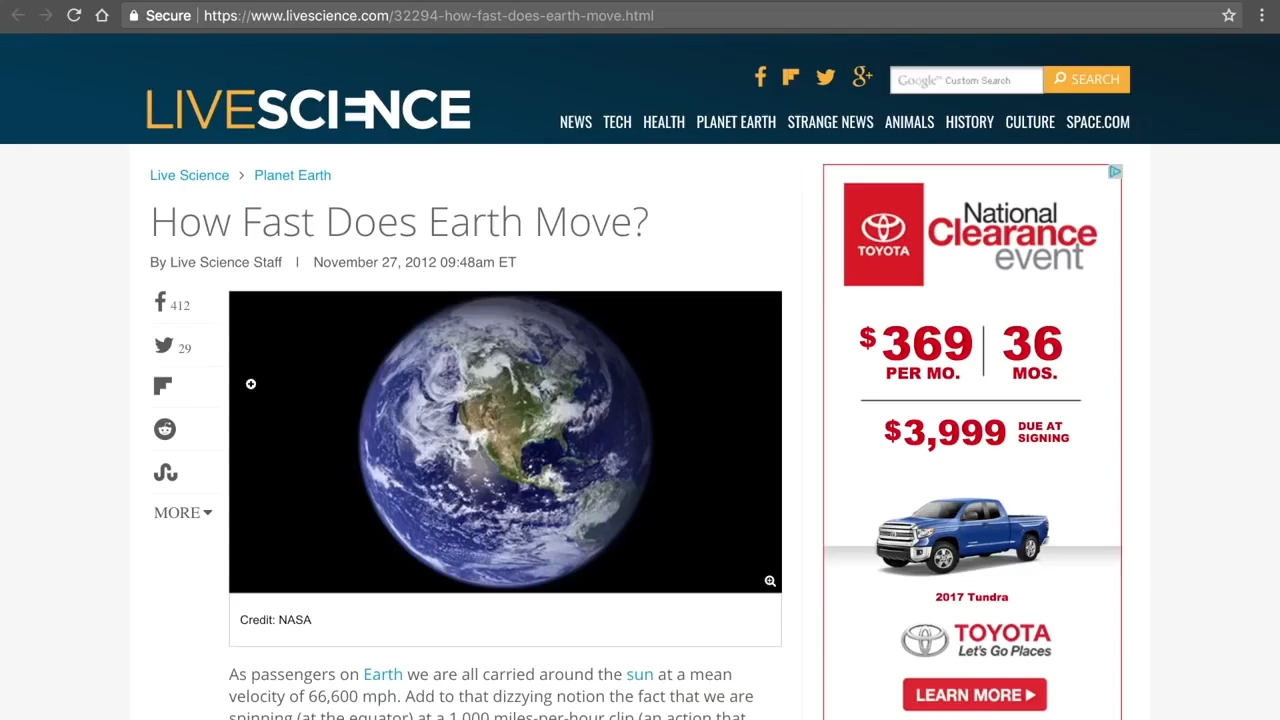 Secure https://www.livescience.com/32294-how-fast-does-earth-move.html
LIVESCIENCE
g+
Google™ Custom Search
SEARCH
NEWS TECH HEALTH PLANET EARTH STRANGE NEWS ANIMALS HISTORY CULTURE SPACE.COM
Live Science > Planet Earth
How Fast Does Earth Move?
By Live Science Staff | November 27, 2012 09:48am ET
412
29
MORE
Credit: NASA
As passengers on Earth we are all carried around the sun at a mean
velocity of 66,600 mph. Add to that dizzying notion the fact that we are
spinning (at the equator) at a 1,000 miles-per-hour clip (an action that
TOYOTA
National
Clearance
event
$369 36
PER MO. MOS.
$3,999 DUE AT
SIGNING
2017 Tundra
TOYOTA
Let's Go Places
LEARN MORE